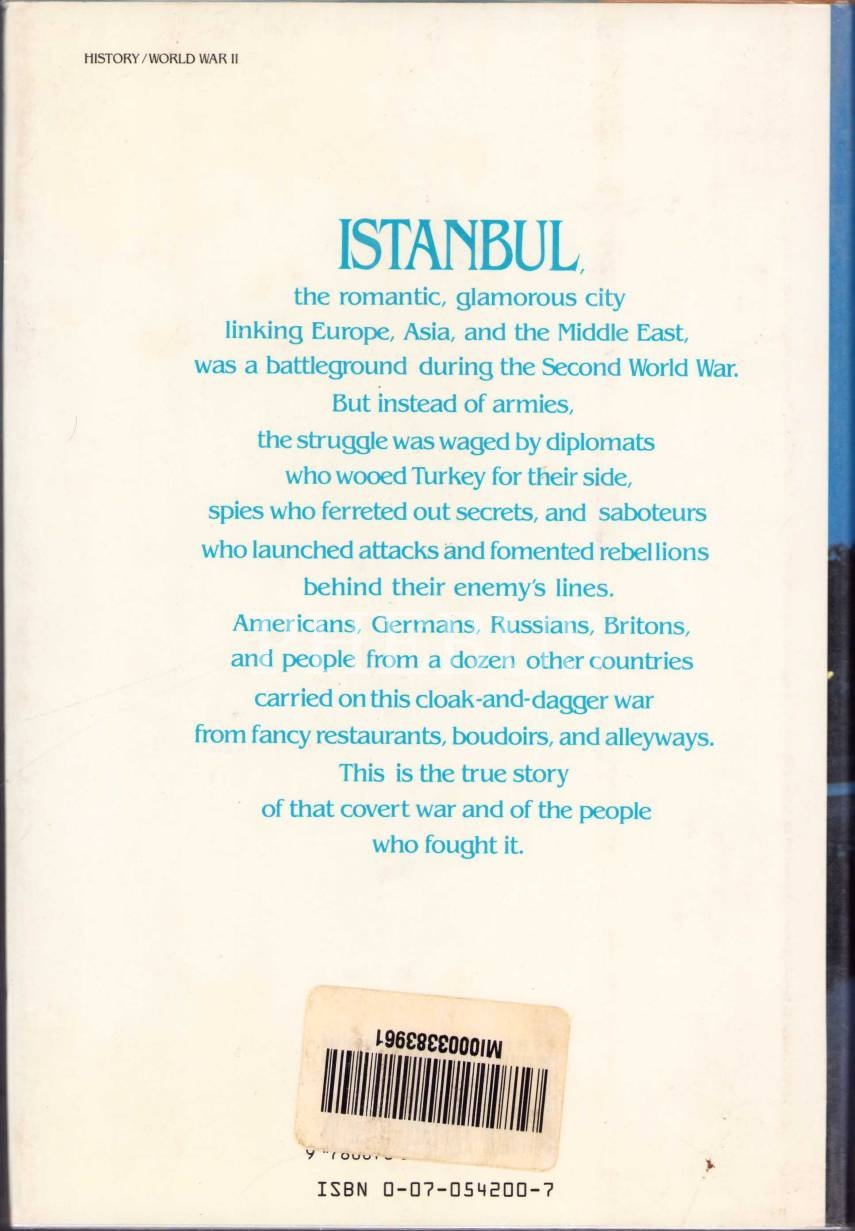 HISTORY/WORLD WAR II
ISTANBUL,
the romantic, glamorous city
linking Europe, Asia, and the Middle East,
was a battleground during the Second World War.
But instead of armies,
the struggle was waged by diplomats
who wooed Turkey for their side,
spies who ferreted out secrets, and saboteurs
who launched attacks and fomented rebellions
behind their enemy's lines.
Americans, Germans, Russians, Britons,
and people from a dozen other countries
carried on this cloak-and-dagger war
from fancy restaurants, boudoirs, and alleyways.
This is the true story
of that covert war and of the people
who fought it.
MI0003383961
ISBN 0-07-054200-7